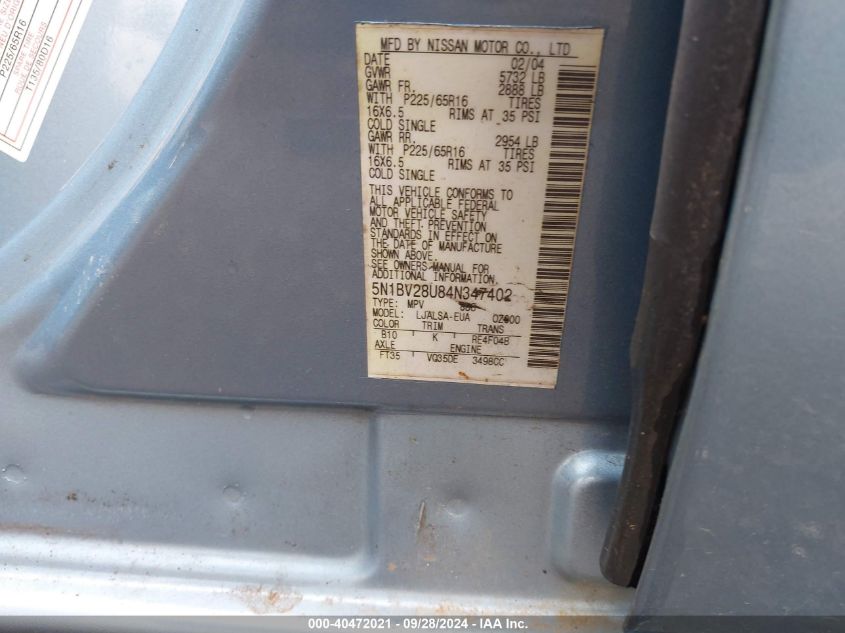 P225/65R16
T135/80D16
MFD BY NISSAN MOTOR CO., LTD
DATE 02/04
GVWR 5732 LB
GAWR FR. 2888 LB
WITH P225/65R16 TIRES
16X6.5 RIMS AT 35 PSI
COLD SINGLE
GAWR RR. 2954 LB
WITH P225/65R16 TIRES
16X6.5 RIMS AT 35 PSI
COLD SINGLE
THIS VEHICLE CONFORMS TO
ALL APPLICABLE FEDERAL
MOTOR VEHICLE SAFETY
AND THEFT PREVENTION
STANDARDS IN EFFECT ON
THE DATE OF MANUFACTURE
SHOWN ABOVE.
SEE OWNERS MANUAL FOR
ADDITIONAL INFORMATION.
5N1BV28U84N347402
TYPE: MPV
MODEL: LJALSA-EUA
COLOR TRIM TRANS
B10 K RE4F04B
AXLE ENGINE
FT35 VQ35DE 3498CC
000-40472021 - 09/28/2024 - IAA Inc.